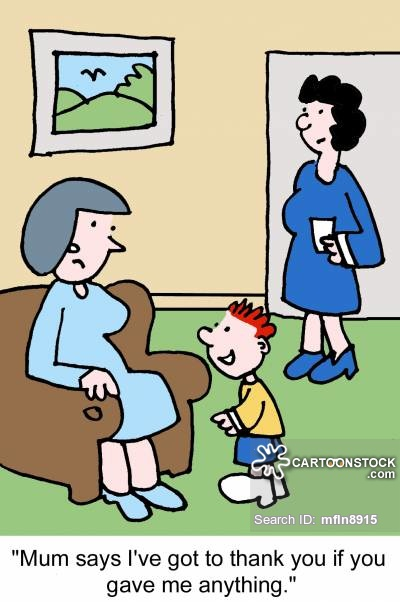 CARTOONSTOCK
.com
Search ID: mfln8915
"Mum says I've got to thank you if you
gave me anything."